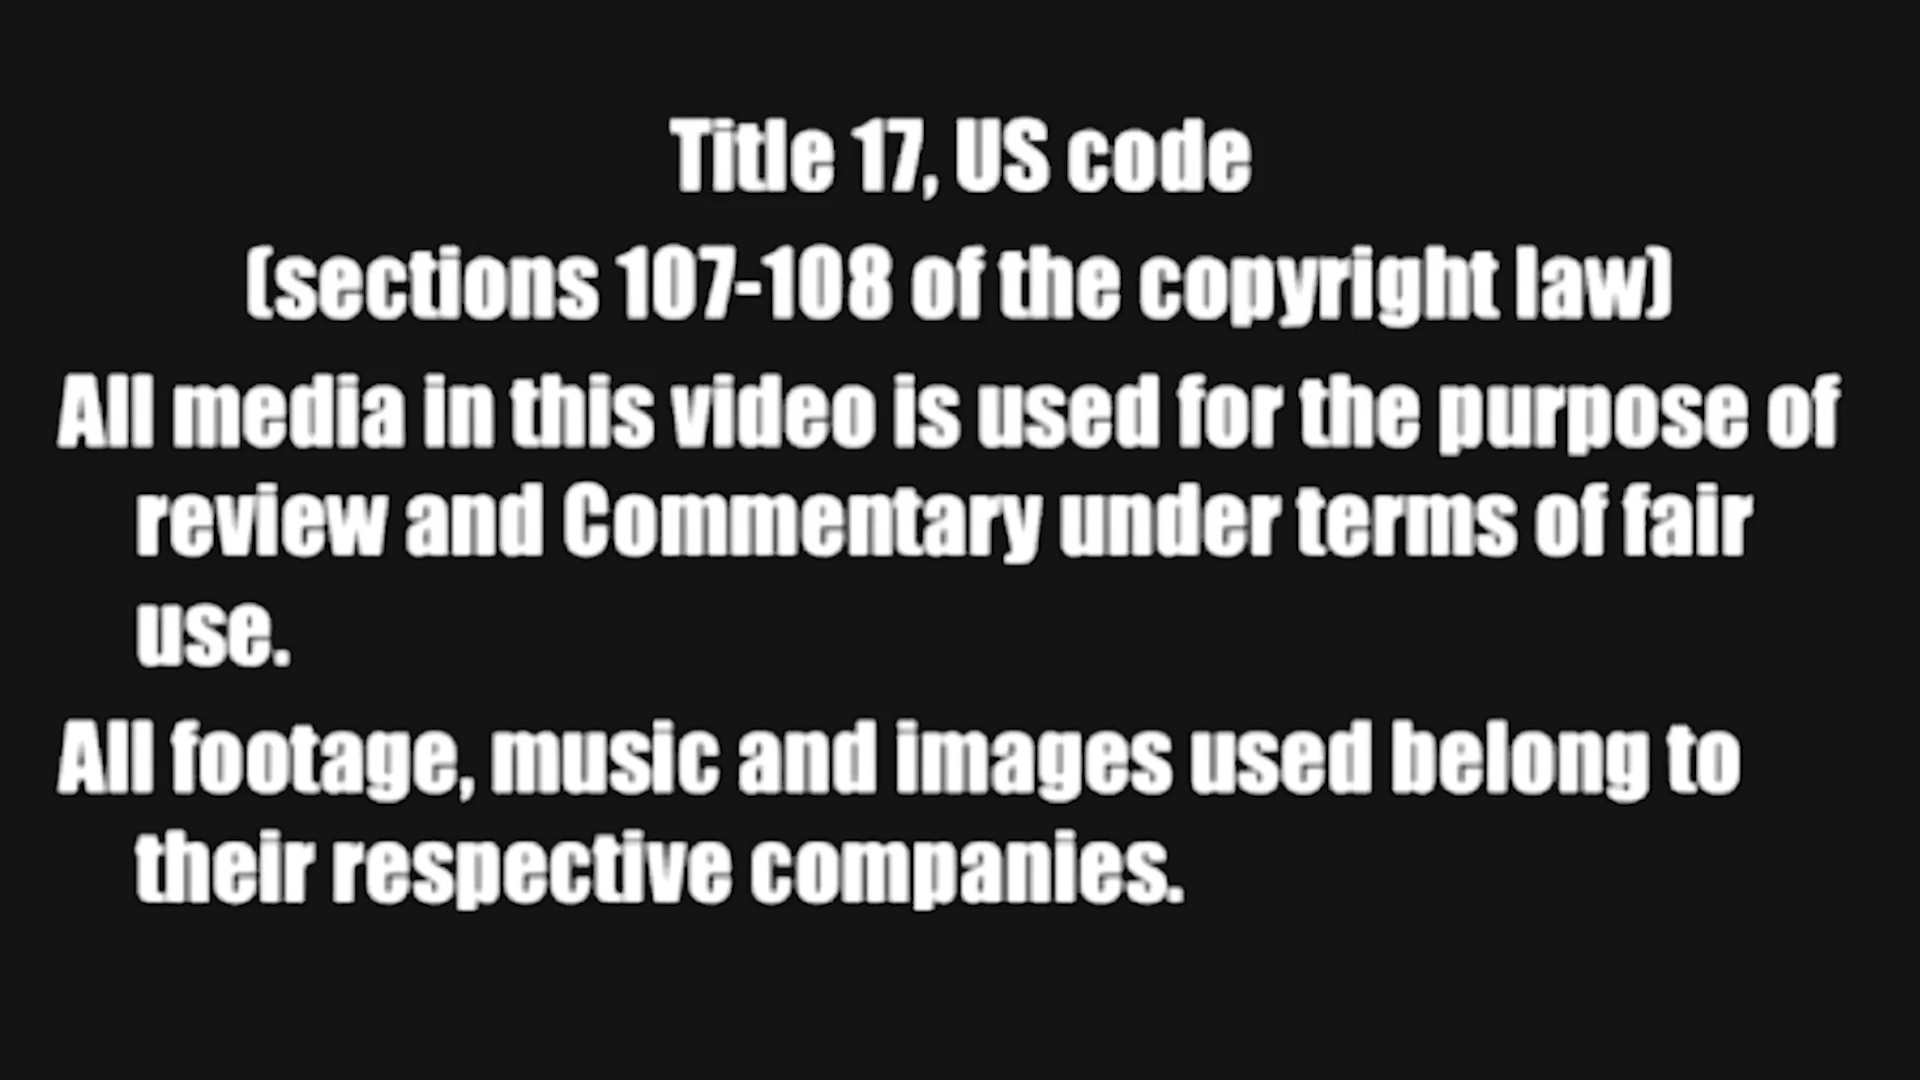 Title 17, US code
(sections 107-108 of the copyright law)
All media in this video is used for the purpose of
review and Commentary under terms of fair
use.
All footage, music and images used belong to
their respective companies.